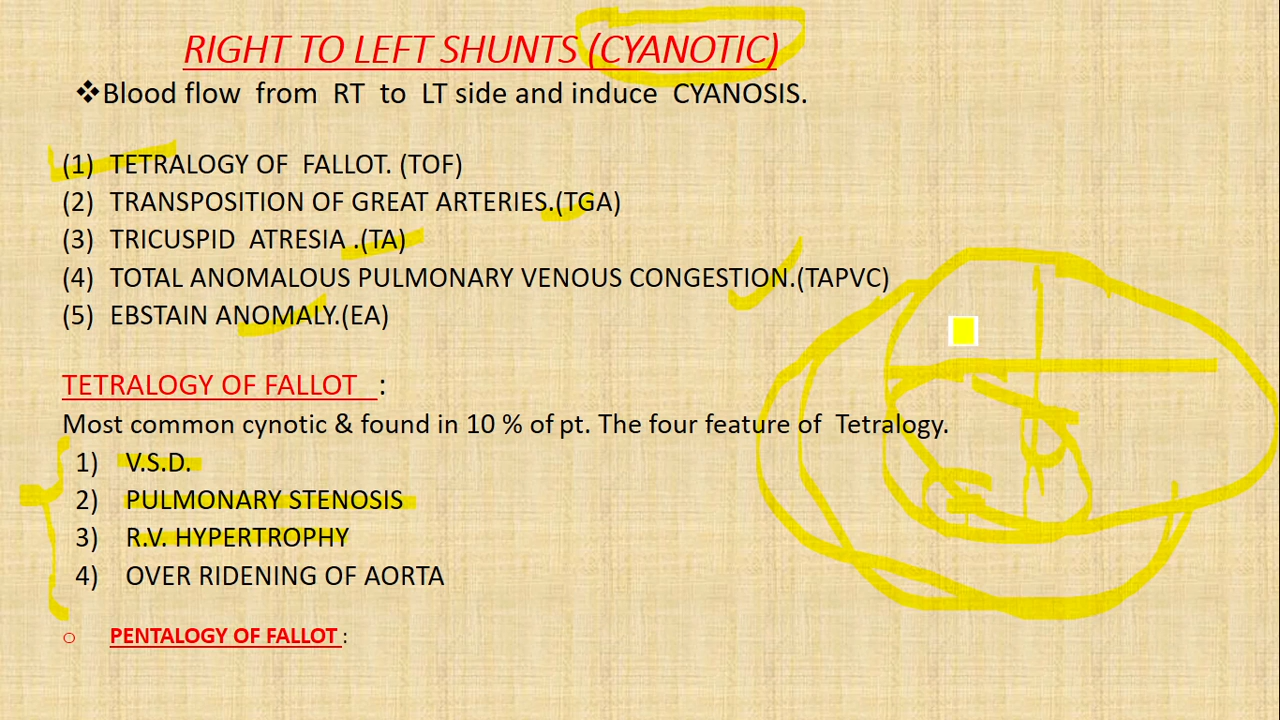 RIGHT TO LEFT SHUNTS (CYANOTIC)
❖Blood flow from RT to LT side and induce CYANOSIS.
(1) TETRALOGY OF FALLOT. (TOF)
(2) TRANSPOSITION OF GREAT ARTERIES.(TGA)
(3) TRICUSPID ATRESIA .(TA)
(4) TOTAL ANOMALOUS PULMONARY VENOUS CONGESTION.(TAPVC)
(5) EBSTAIN ANOMALY.(EA)
TETRALOGY OF FALLOT :
Most common cynotic & found in 10 % of pt. The four feature of Tetralogy.
1) V.S.D.
2) PULMONARY STENOSIS
3) R.V. HYPERTROPHY
4) OVER RIDENING OF AORTA
o PENTALOGY OF FALLOT :